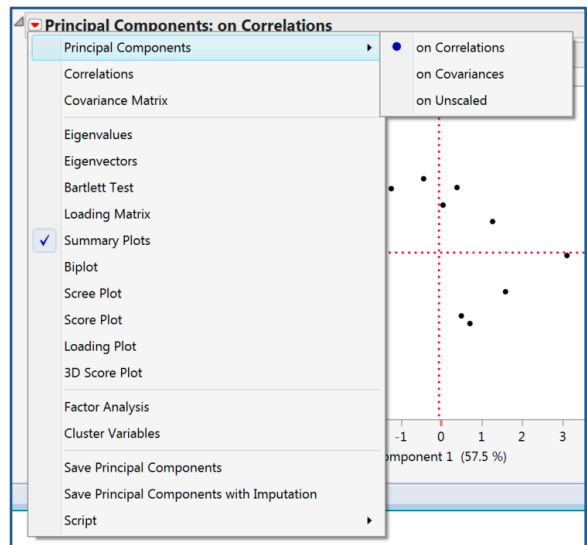 Principal Components: on Correlations
Principal Components
on Correlations
on Covariances
on Unscaled
Correlations
Covariance Matrix
Eigenvalues
Eigenvectors
Bartlett Test
Loading Matrix
Summary Plots
Biplot
Scree Plot
Score Plot
Loading Plot
3D Score Plot
Factor Analysis
Cluster Variables
Save Principal Components
Save Principal Components with Imputation
Script
-1 0 1 2 3
omponent 1 (57.5 %)